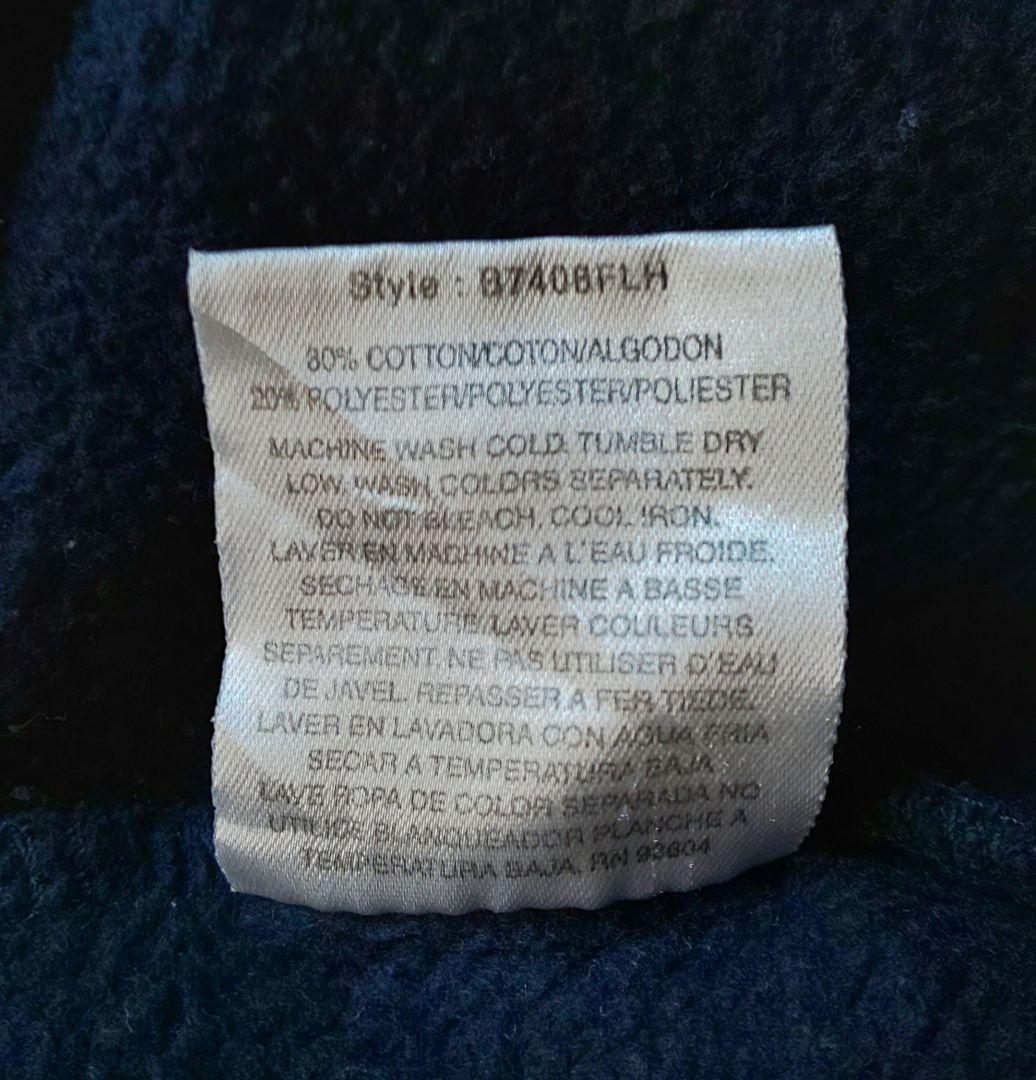 Style : B7408FLH
80% COTTON/COTON/ALGODON
20% POLYESTER/POLYESTER/POLIESTER
MACHINE WASH COLD. TUMBLE DRY
LOW. WASH COLORS SEPARATELY.
DO NOT BLEACH. COOL IRON.
LAVER EN MACHINE A L'EAU FROIDE.
SECHAGE EN MACHINE A BASSE
TEMPERATURE LAVER COULEURS
SEPAREMENT. NE PAS UTILISER D'EAU
DE JAVEL. REPASSER A FER TIEDE.
LAVER EN LAVADORA CON AGUA FRIA
SECAR A TEMPERATURA BAJA
LAVE ROPA DE COLOR SEPARADA NO
UTILICE BLANQUEADOR PLANCHE A
TEMPERATURA BAJA. RN 93604